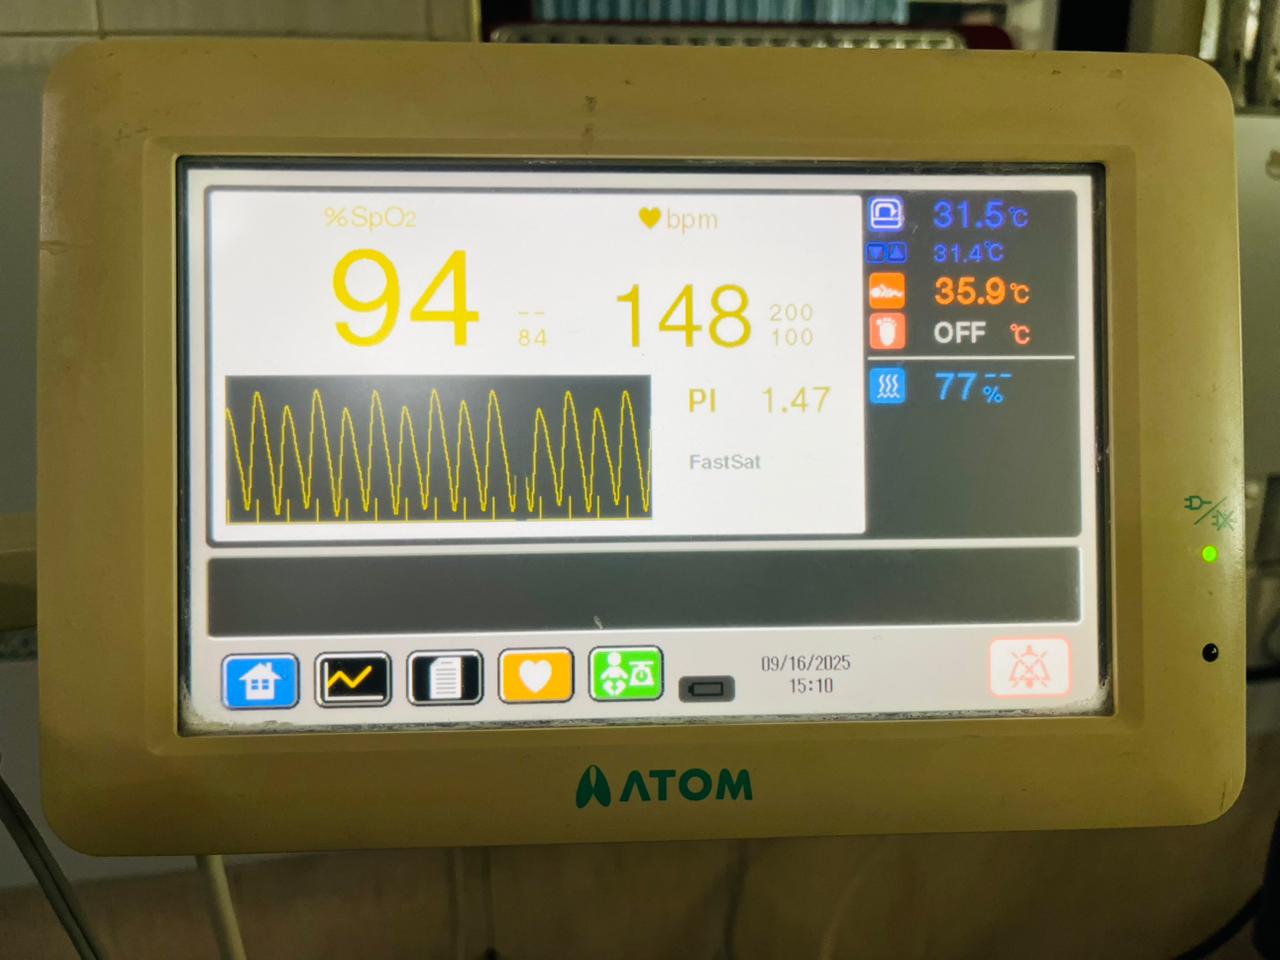 %SpO2
94
--
84
bpm
148
200
100
PI 1.47
FastSat
31.5℃
31.4℃
35.9℃
OFF ℃
77 --
%
09/16/2025
15:10
ATOM